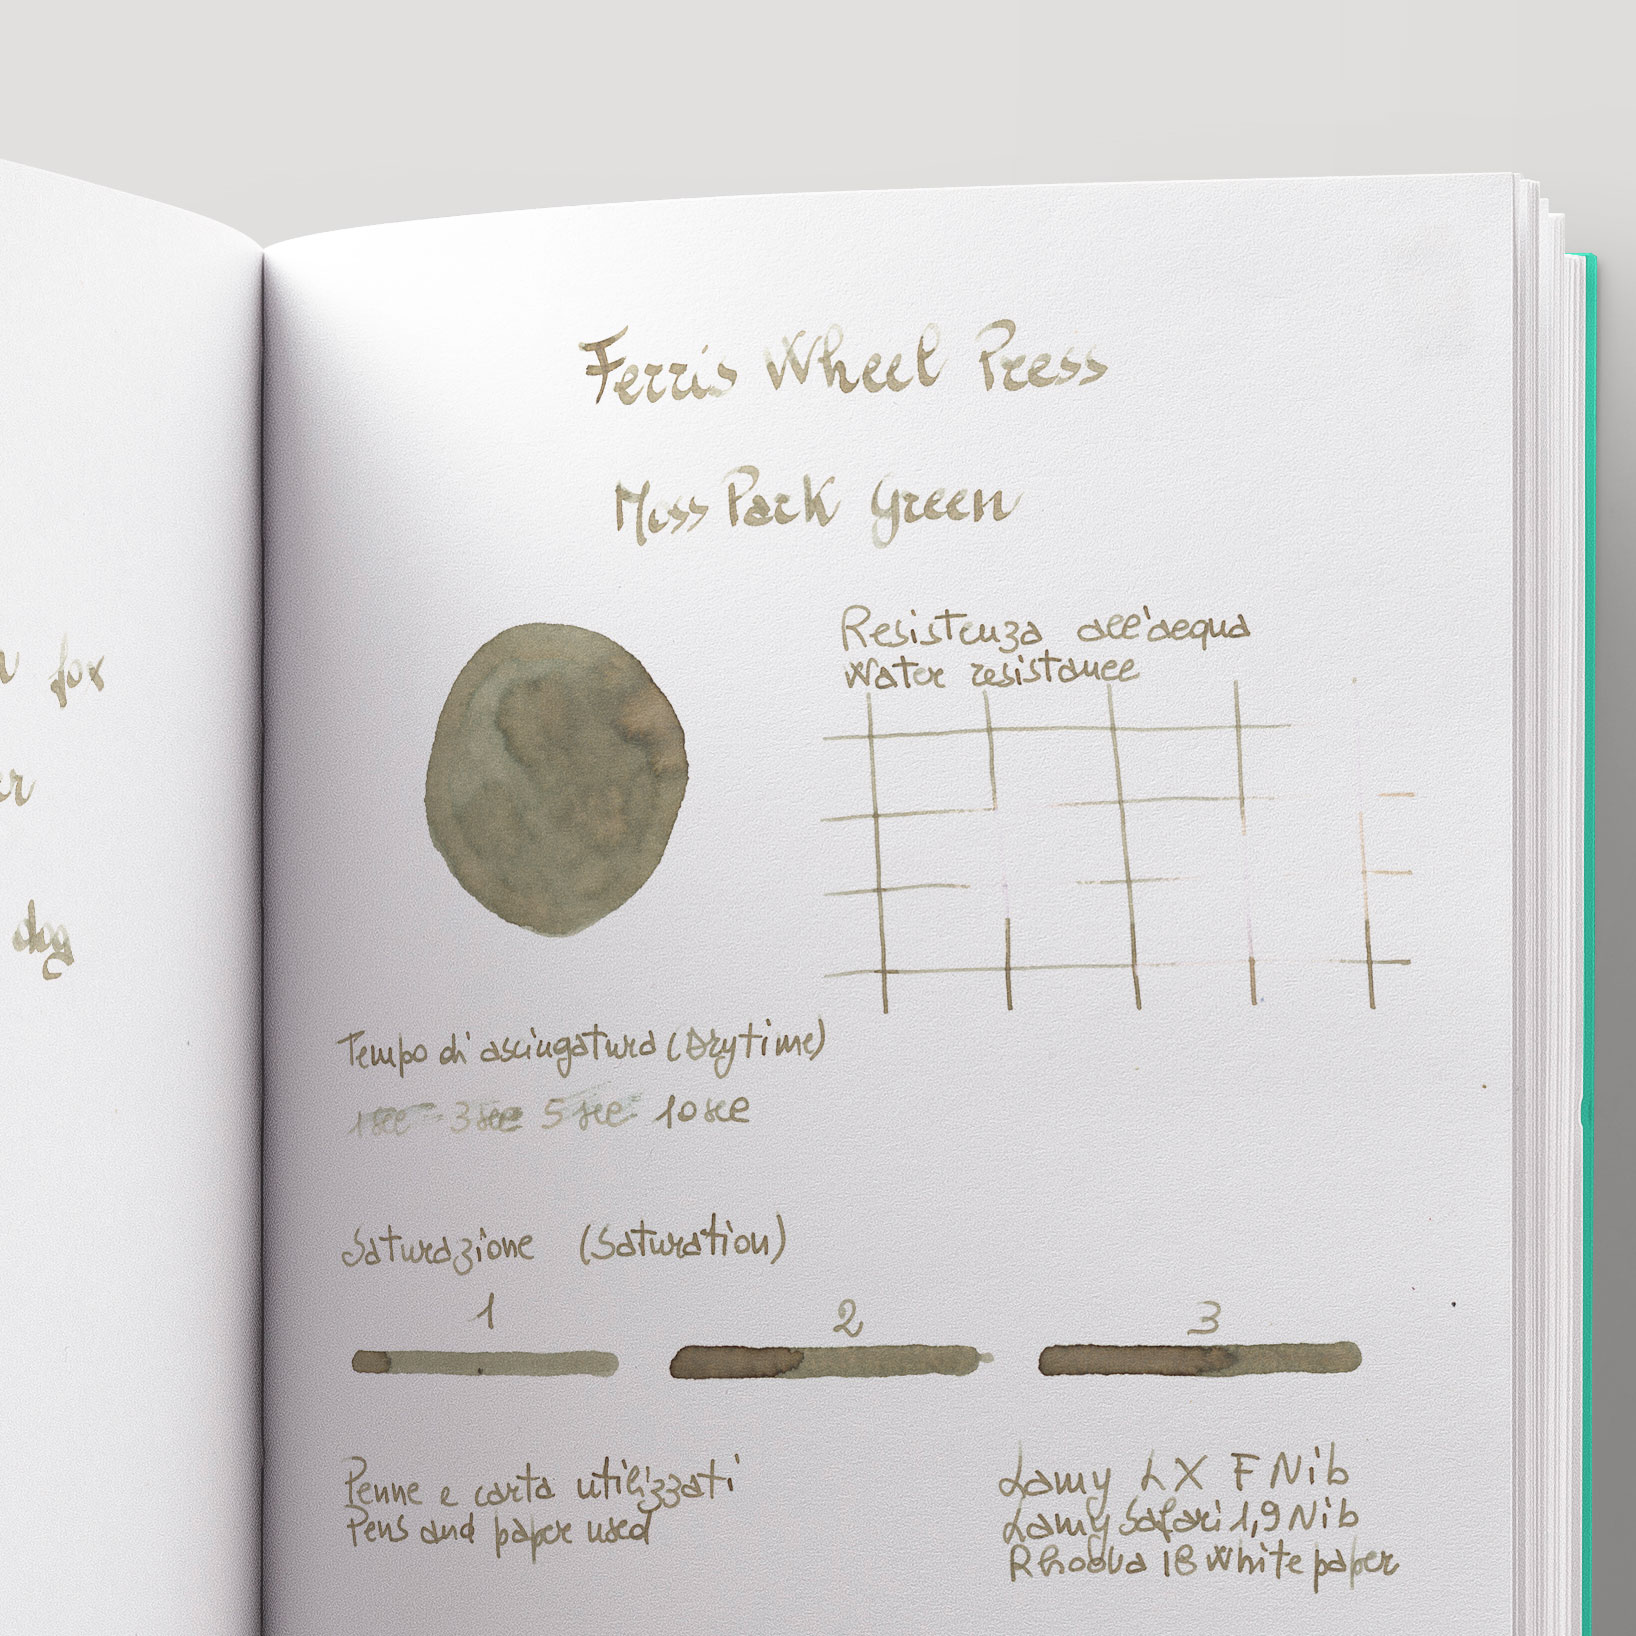 for
dog
Ferris Wheel Press
Moss Park Green
Resistenza all'acqua
Water resistance
Tempo di asciugatura (Drytime)
1 sec 3 sec 5 sec 10 sec
Saturazione (Saturation)
1 2 3
Penne e carta utilizzati
Pens and paper used
Lamy LX F Nib
Lamy Safari 1,9 Nib
Rhodia 18 White paper